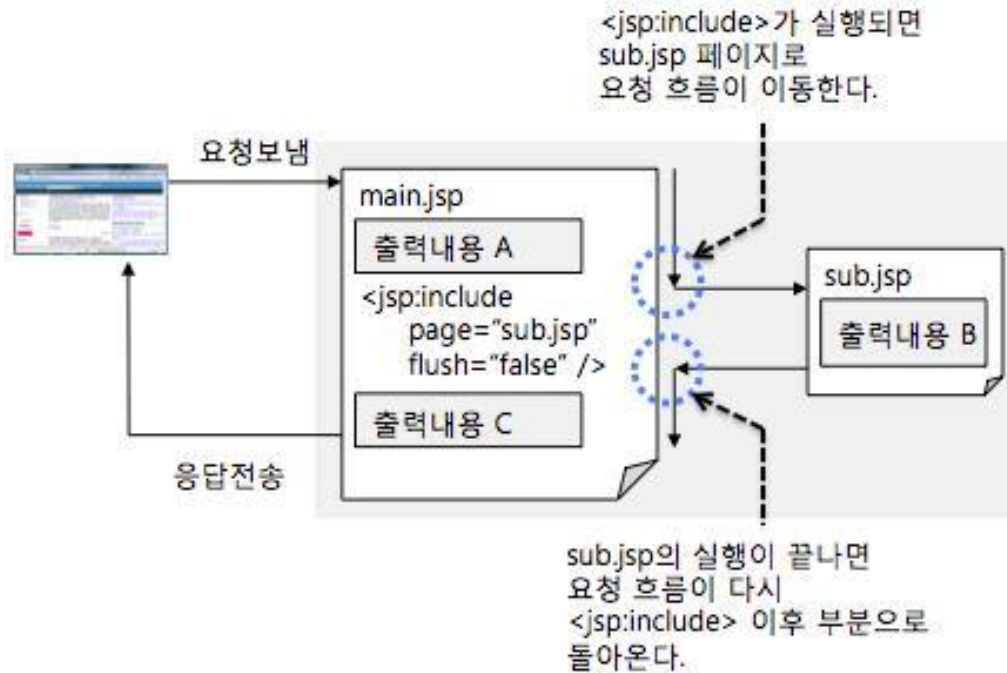 <jsp:include>가 실행되면
sub.jsp 페이지로
요청 흐름이 이동한다.
요청보냄
main.jsp
출력내용 A
<jsp:include
page="sub.jsp"
flush="false" />
출력내용 C
sub.jsp
출력내용 B
응답전송
sub.jsp의 실행이 끝나면
요청 흐름이 다시
<jsp:include> 이후 부분으로
돌아온다.